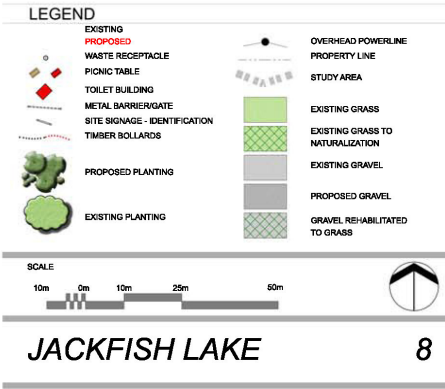 LEGEND
EXISTING
PROPOSED
WASTE RECEPTACLE
PICNIC TABLE
TOILET BUILDING
METAL BARRIER/GATE
SITE SIGNAGE - IDENTIFICATION
TIMBER BOLLARDS
PROPOSED PLANTING
EXISTING PLANTING
OVERHEAD POWERLINE
PROPERTY LINE
STUDY AREA
EXISTING GRASS
EXISTING GRASS TO
NATURALIZATION
EXISTING GRAVEL
PROPOSED GRAVEL
GRAVEL REHABILITATED
TO GRASS
SCALE
10m 0m 10m 25m 50m
JACKFISH LAKE 8